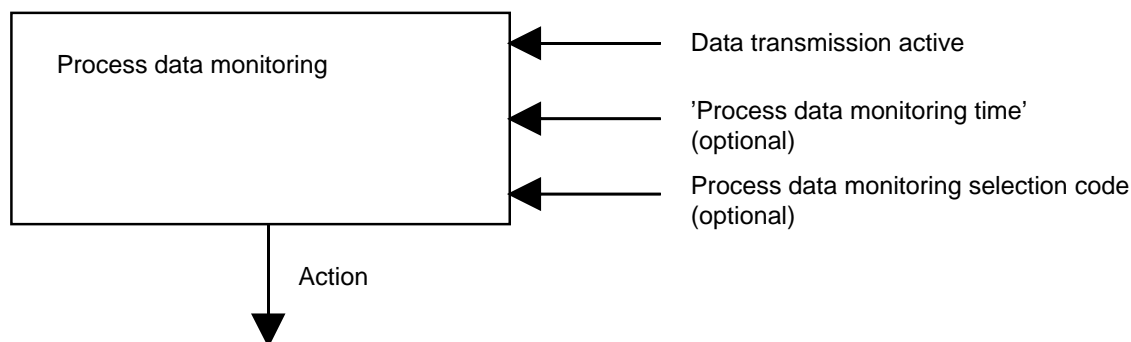 Process data monitoring
Data transmission active
’Process data monitoring time’
(optional)
Process data monitoring selection code
(optional)
Action